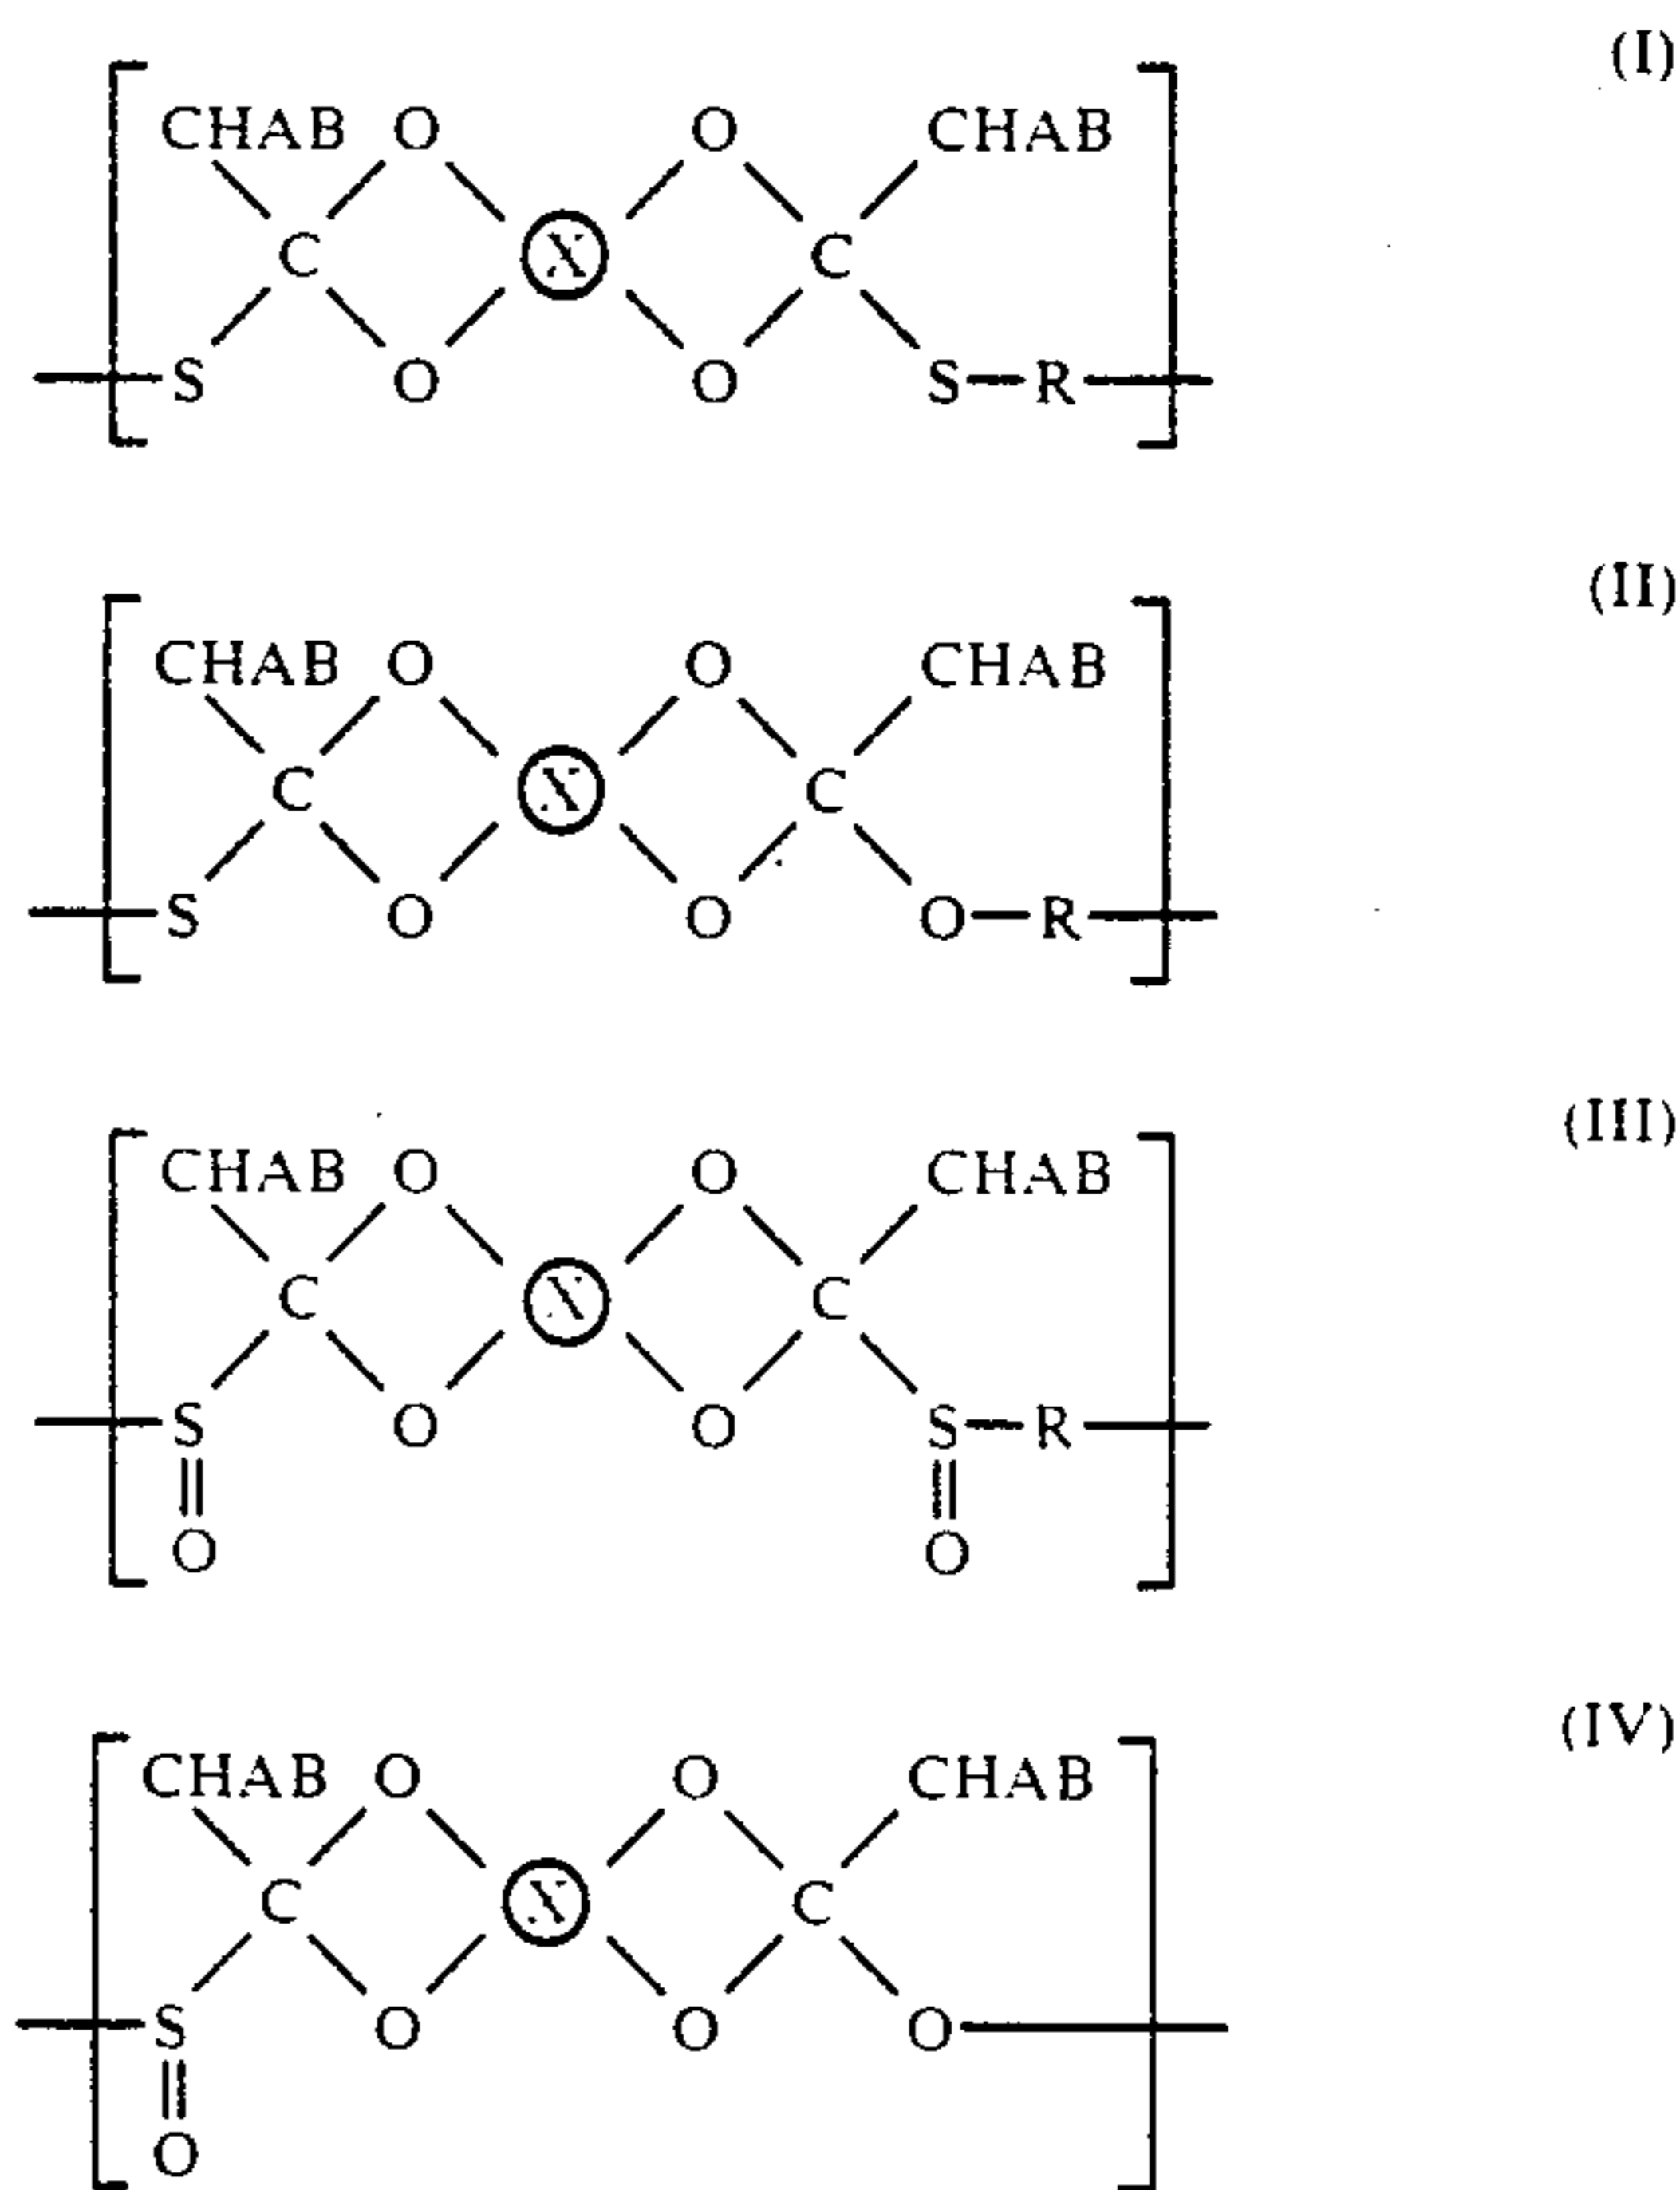 (I)
CHAB O O CHAB
C X C
S O O S—R
(II)
CHAB O O CHAB
C X C
S O O O—R
(III)
CHAB O O CHAB
C X C
S O O S—R
O O
(IV)
CHAB O O CHAB
C X C
S O O O
O